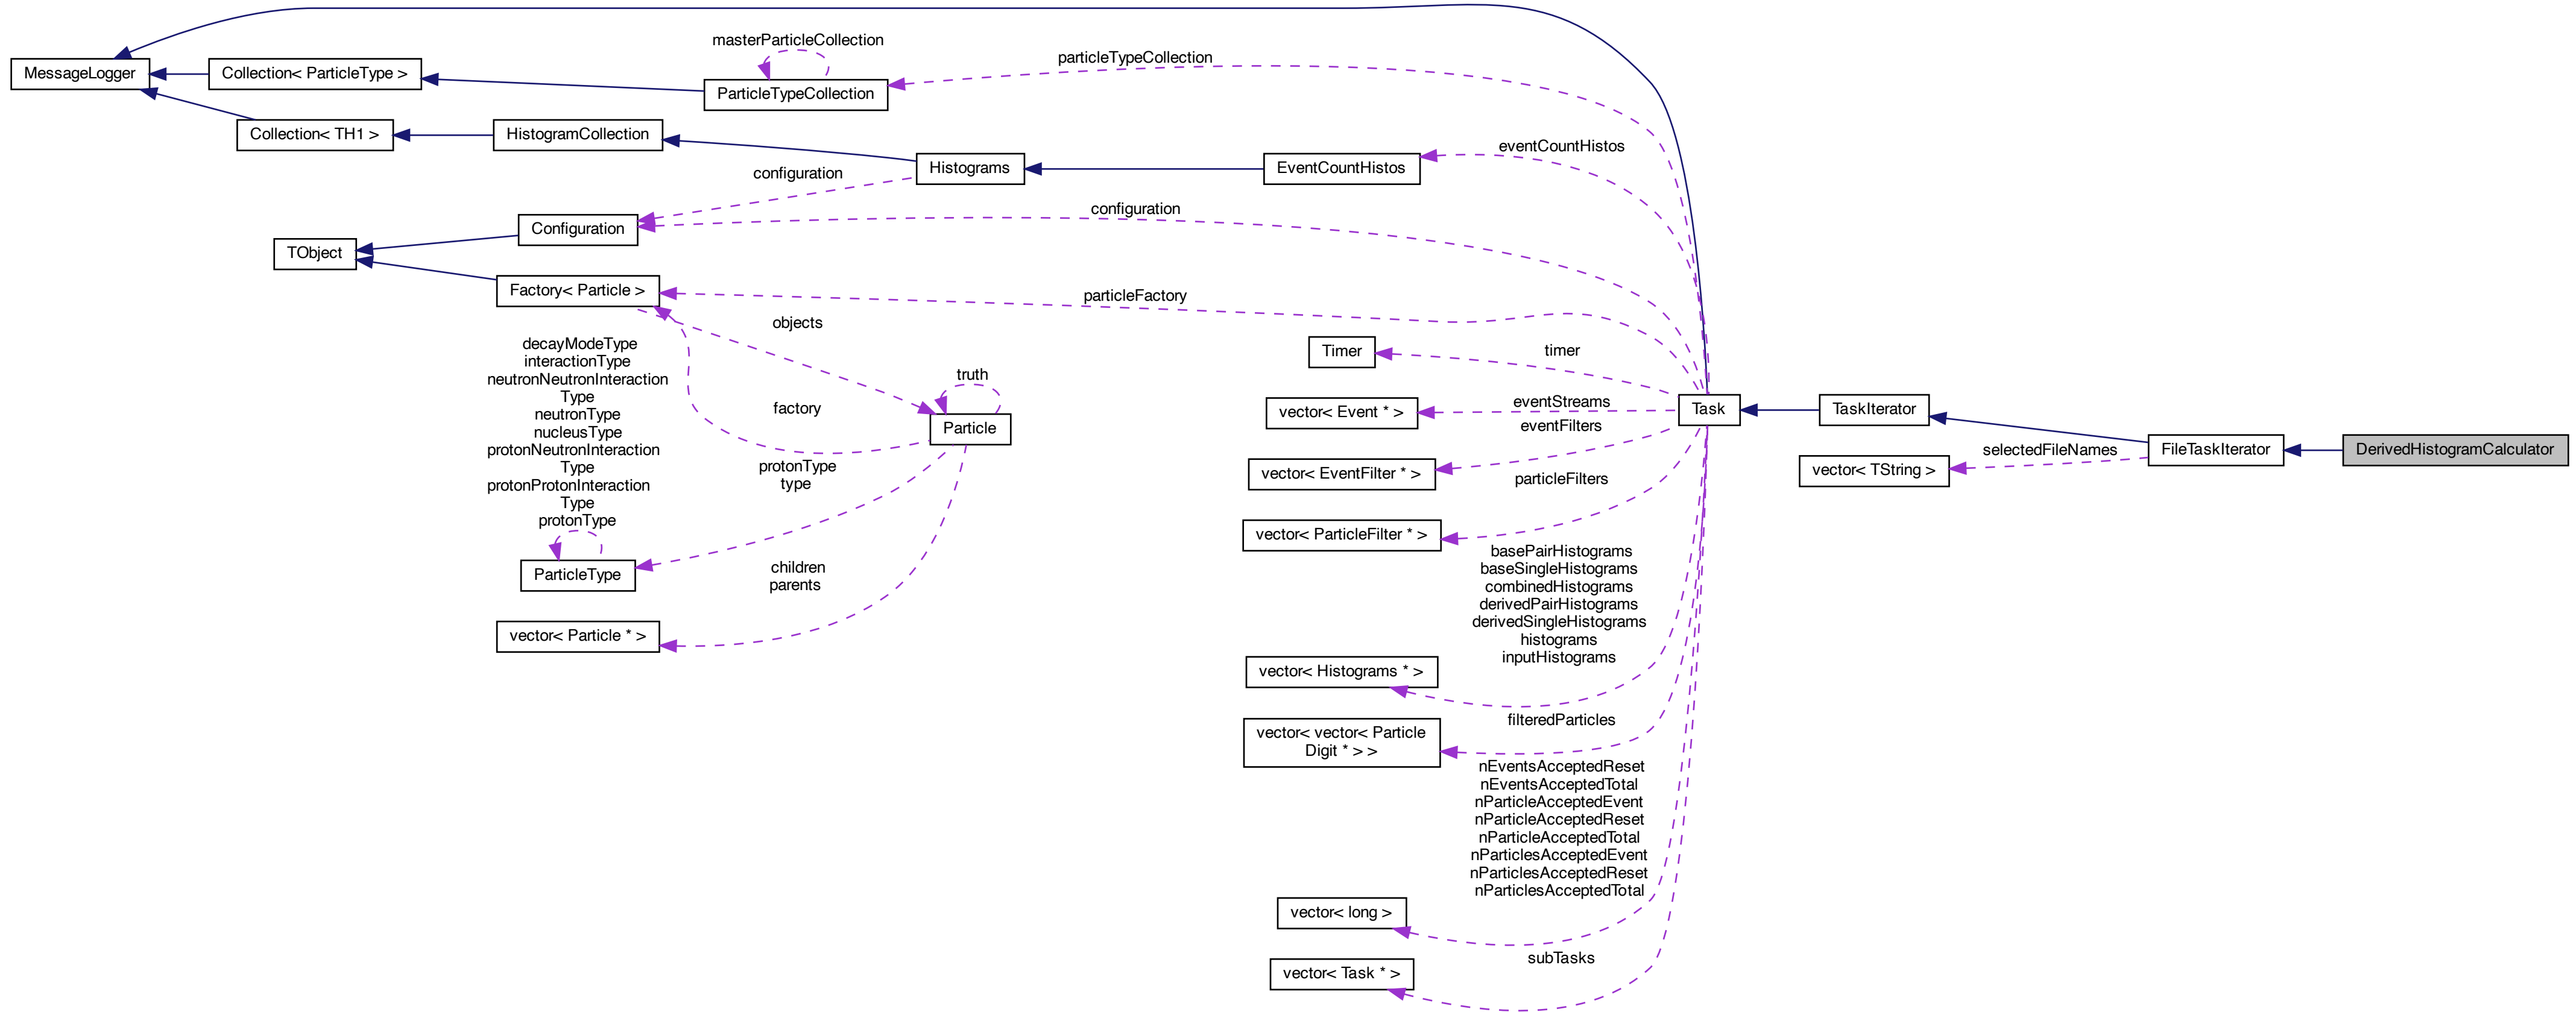 masterParticleCollection
particleTypeCollection
MessageLogger
Collection< ParticleType >
ParticleTypeCollection
Collection< TH1 >
HistogramCollection
eventCountHistos
Histograms
EventCountHistos
configuration
configuration
Configuration
TObject
Factory< Particle >
particleFactory
objects
decayModeType
interactionType
neutronNeutronInteraction
Type
neutronType
nucleusType
protonNeutronInteraction
Type
protonProtonInteraction
Type
protonType
factory
truth
Particle
protonType
type
ParticleType
children
parents
vector< Particle * >
timer
Timer
eventStreams
vector< Event * >
eventFilters
vector< EventFilter * >
particleFilters
vector< ParticleFilter * >
Task
TaskIterator
selectedFileNames
vector< TString >
FileTaskIterator
DerivedHistogramCalculator
basePairHistograms
baseSingleHistograms
combinedHistograms
derivedPairHistograms
derivedSingleHistograms
histograms
inputHistograms
vector< Histograms * >
filteredParticles
vector< vector< Particle
Digit * > >
nEventsAcceptedReset
nEventsAcceptedTotal
nParticleAcceptedEvent
nParticleAcceptedReset
nParticleAcceptedTotal
nParticlesAcceptedEvent
nParticlesAcceptedReset
nParticlesAcceptedTotal
vector< long >
subTasks
vector< Task * >